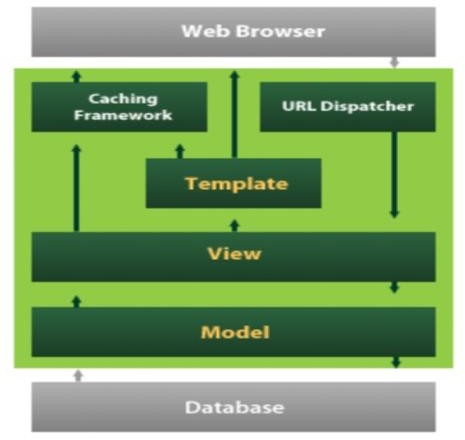 Web Browser
Caching
Framework
URL Dispatcher
Template
View
Model
Database